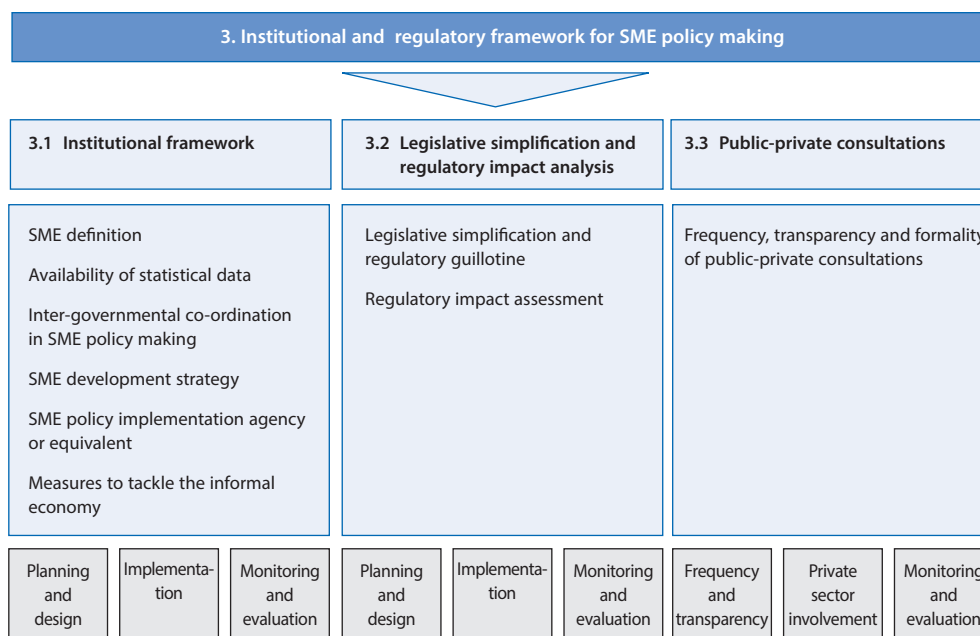 3. Institutional and regulatory framework for SME policy making
3.1 Institutional framework
3.2 Legislative simplification and
regulatory impact analysis
3.3 Public-private consultations
SME definition
Availability of statistical data
Inter-governmental co-ordination
in SME policy making
SME development strategy
SME policy implementation agency
or equivalent
Measures to tackle the informal
economy
Legislative simplification and
regulatory guillotine
Regulatory impact assessment
Frequency, transparency and formality
of public-private consultations
Planning
and
design
Implementa-
tion
Monitoring
and
evaluation
Planning
and
design
Implementa-
tion
Monitoring
and
evaluation
Frequency
and
transparency
Private
sector
involvement
Monitoring
and
evaluation